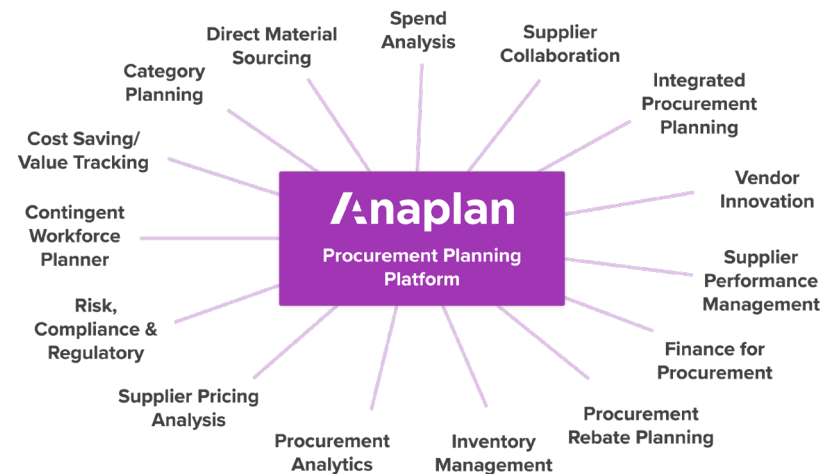 Spend
Analysis
Supplier
Collaboration
Integrated
Procurement
Planning
Vendor
Innovation
Supplier
Performance
Management
Finance for
Procurement
Procurement
Rebate Planning
Inventory
Management
Procurement
Analytics
Supplier Pricing
Analysis
Risk,
Compliance &
Regulatory
Contingent
Workforce
Planner
Cost Saving/
Value Tracking
Category
Planning
Direct Material
Sourcing
Anaplan
Procurement Planning
Platform